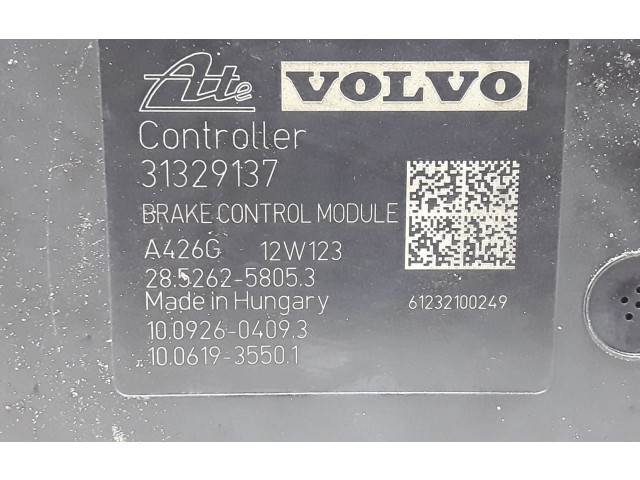 Ate VOLVO
Controller
31329137
BRAKE CONTROL MODULE
A426G 12W123
28.5262-5805.3
Made in Hungary
61232100249
10.0926-0409.3
10.0619-3550.1